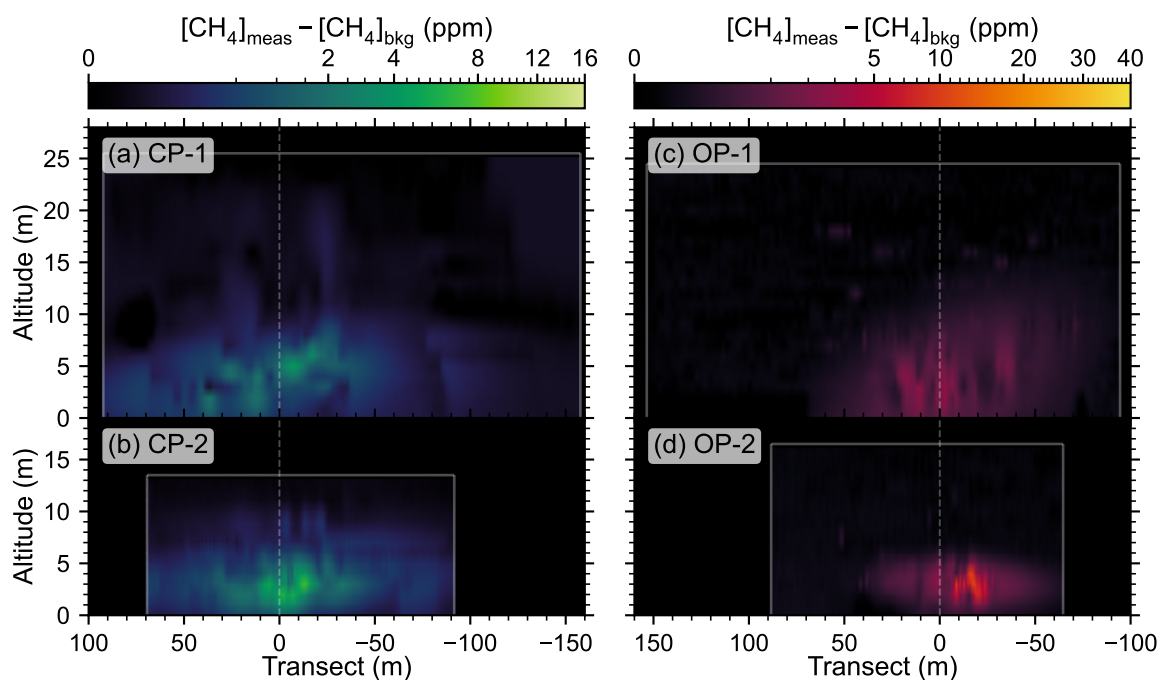 [CH4]meas − [CH4]bkg (ppm)
0 2 4 8 12 16
[CH4]meas − [CH4]bkg (ppm)
0 5 10 20 30 40
(a) CP-1
25
20
15
10
5
0
Altitude (m)
(c) OP-1
(b) CP-2
15
10
5
0
Altitude (m)
(d) OP-2
100 50 0 −50 −100 −150
Transect (m)
150 100 50 0 −50 −100
Transect (m)